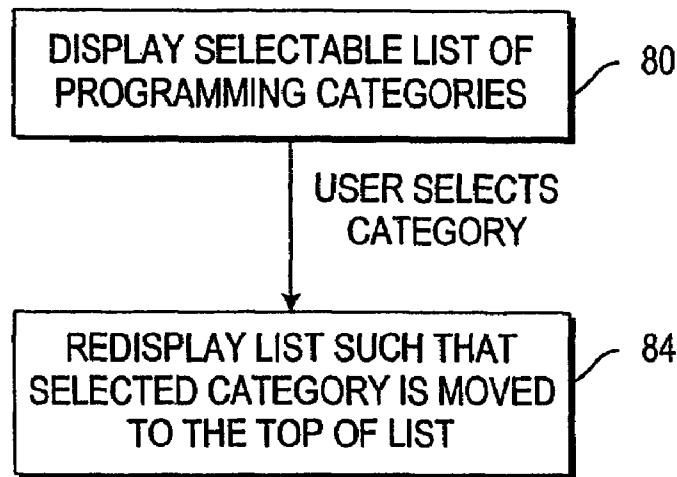 DISPLAY SELECTABLE LIST OF
PROGRAMMING CATEGORIES
80
USER SELECTS
CATEGORY
REDISPLAY LIST SUCH THAT
SELECTED CATEGORY IS MOVED
TO THE TOP OF LIST
84